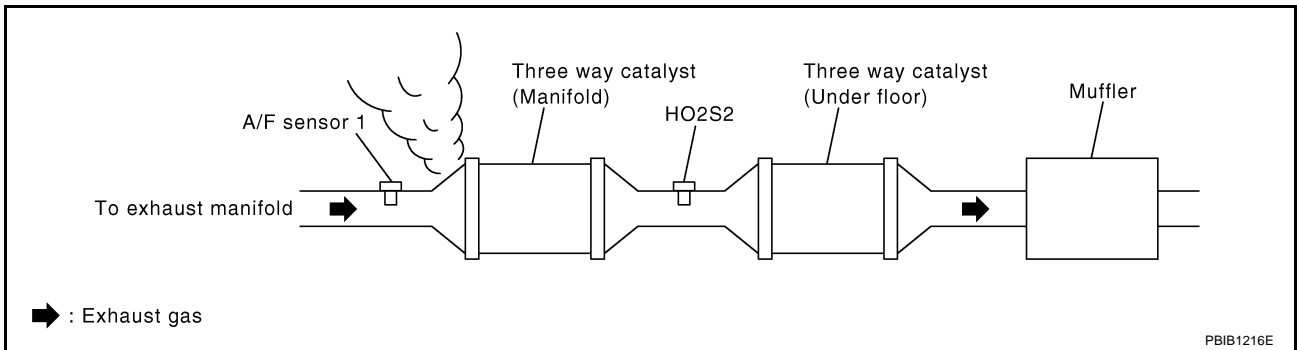 Three way catalyst
(Manifold)
Three way catalyst
(Under floor)
Muffler
HO2S2
A/F sensor 1
To exhaust manifold
: Exhaust gas
PBIB1216E